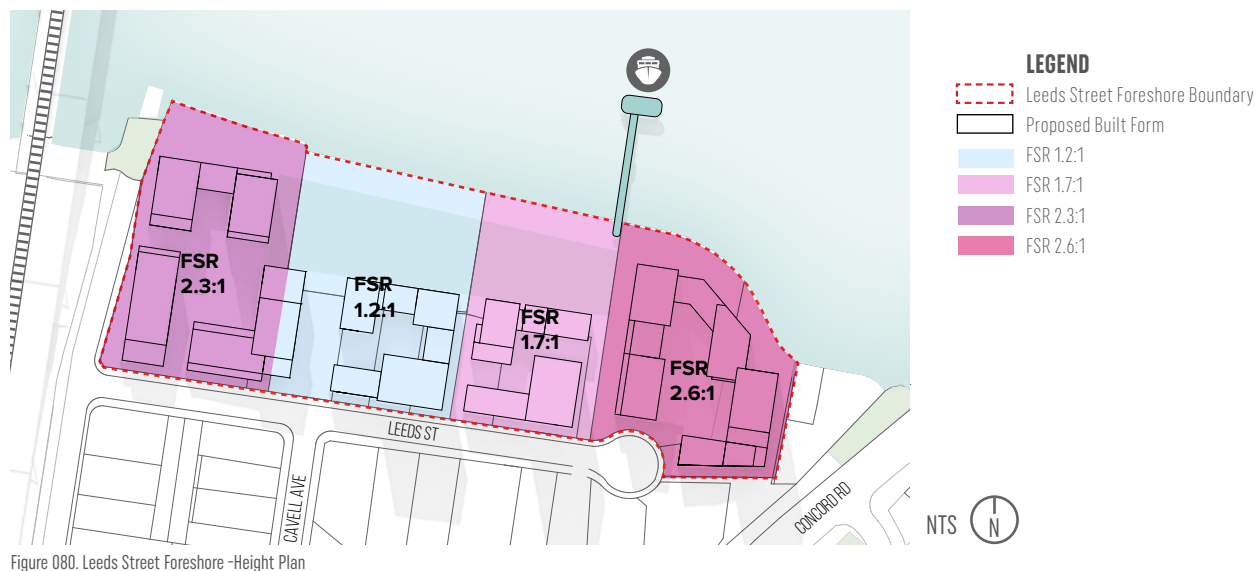 LEGEND
Leeds Street Foreshore Boundary
Proposed Built Form
FSR 1.2:1
FSR 1.7:1
FSR 2.3:1
FSR 2.6:1
FSR
2.3:1
FSR
1.2:1
FSR
1.7:1
FSR
2.6:1
LEEDS ST
CAVELL AVE
CONCORD RD
NTS
N
Figure 080. Leeds Street Foreshore -Height Plan